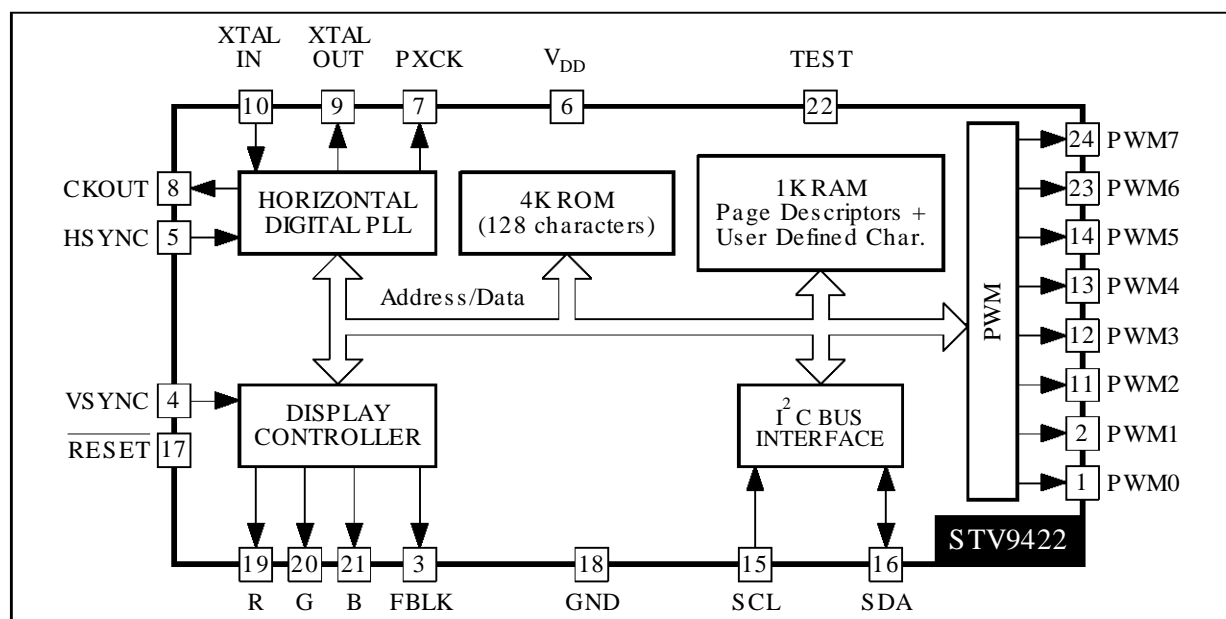 XTAL IN
XTAL OUT
PXCK
VDD
TEST
10
9
7
6
22
24 PWM7
CKOUT 8
HORIZONTAL
DIGITAL PLL
4K ROM
(128 characters)
1K RAM
Page Descriptors +
User Defined Char.
23 PWM6
HSYNC 5
14 PWM5
Address/Data
13 PWM4
PWM
12 PWM3
VSYNC 4
DISPLAY
CONTROLLER
I2C BUS
INTERFACE
11 PWM2
RESET 17
2 PWM1
1 PWM0
STV9422
19
20
21
3
18
15
16
R
G
B
FBLK
GND
SCL
SDA